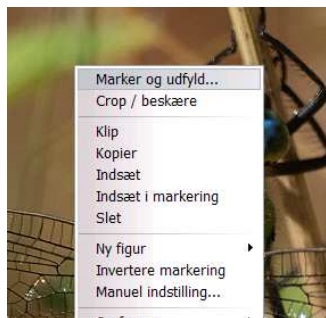 Marker og udfyld...
Crop / beskære
Klip
Kopier
Indsæt
Indsæt i markering
Slet
Ny figur
Invertere markering
Manuel indstilling...